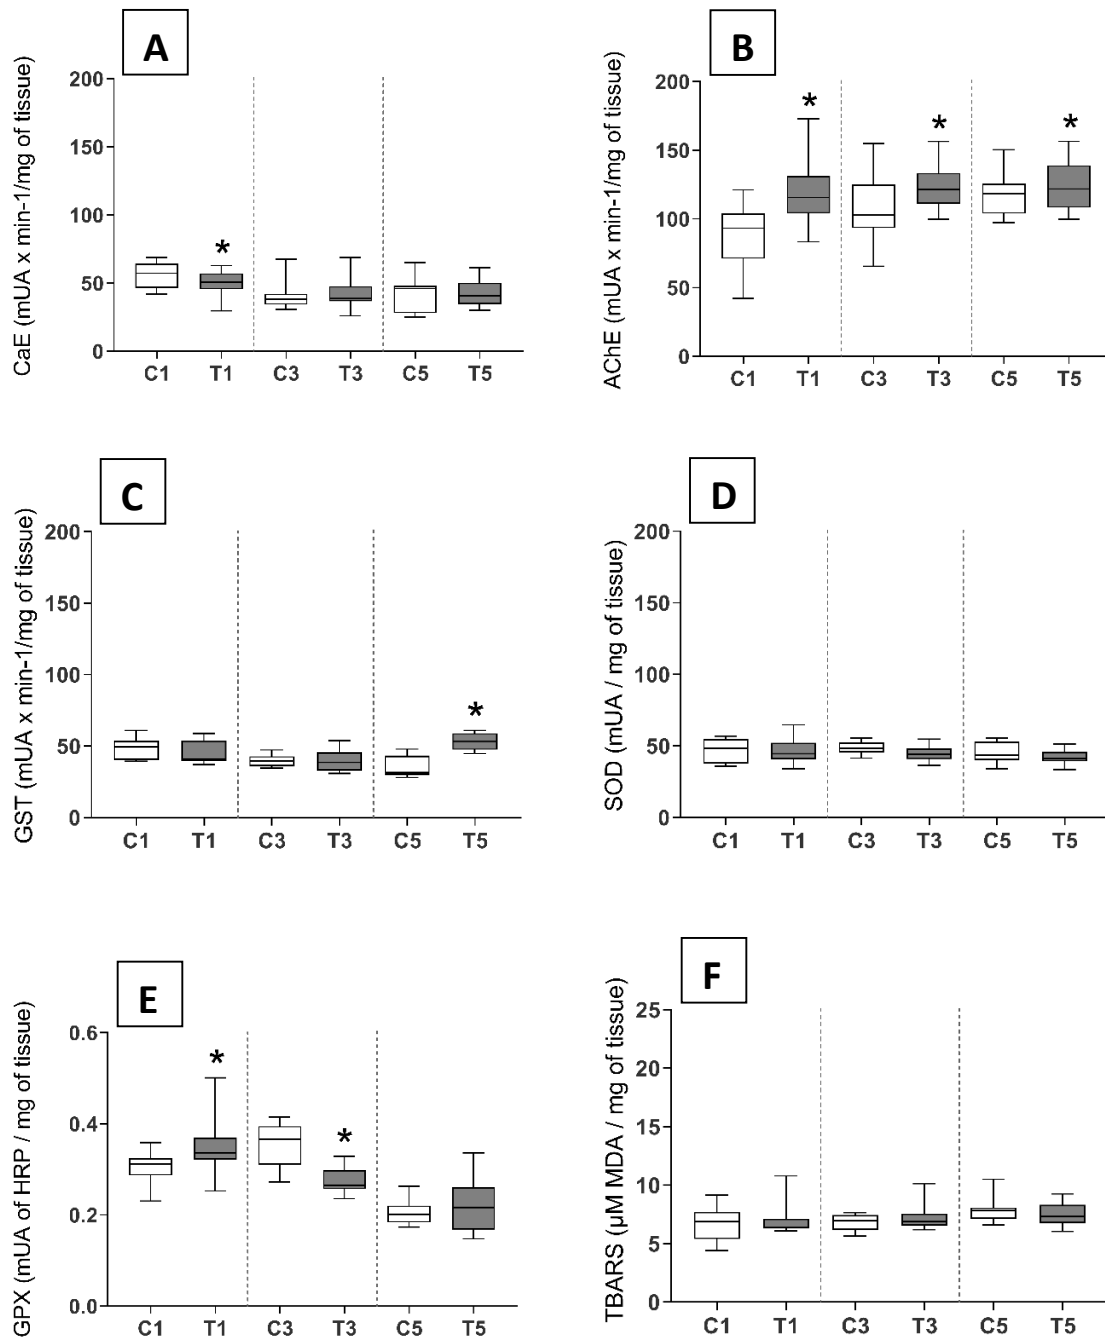 A
CaE (mUA x min-1/mg of tissue)
200
150
100
50
0
*
C1 T1 C3 T3 C5 T5
B
AChE (mUA x min-1/mg of tissue)
200
150
100
50
0
* * *
C1 T1 C3 T3 C5 T5
C
GST (mUA x min-1/mg of tissue)
200
150
100
50
0
*
C1 T1 C3 T3 C5 T5
D
SOD (mUA / mg of tissue)
200
150
100
50
0
C1 T1 C3 T3 C5 T5
E
GPX (mUA of HRP / mg of tissue)
0.6
0.4
0.2
0.0
* *
C1 T1 C3 T3 C5 T5
F
TBARS (µM MDA / mg of tissue)
25
20
15
10
5
0
C1 T1 C3 T3 C5 T5